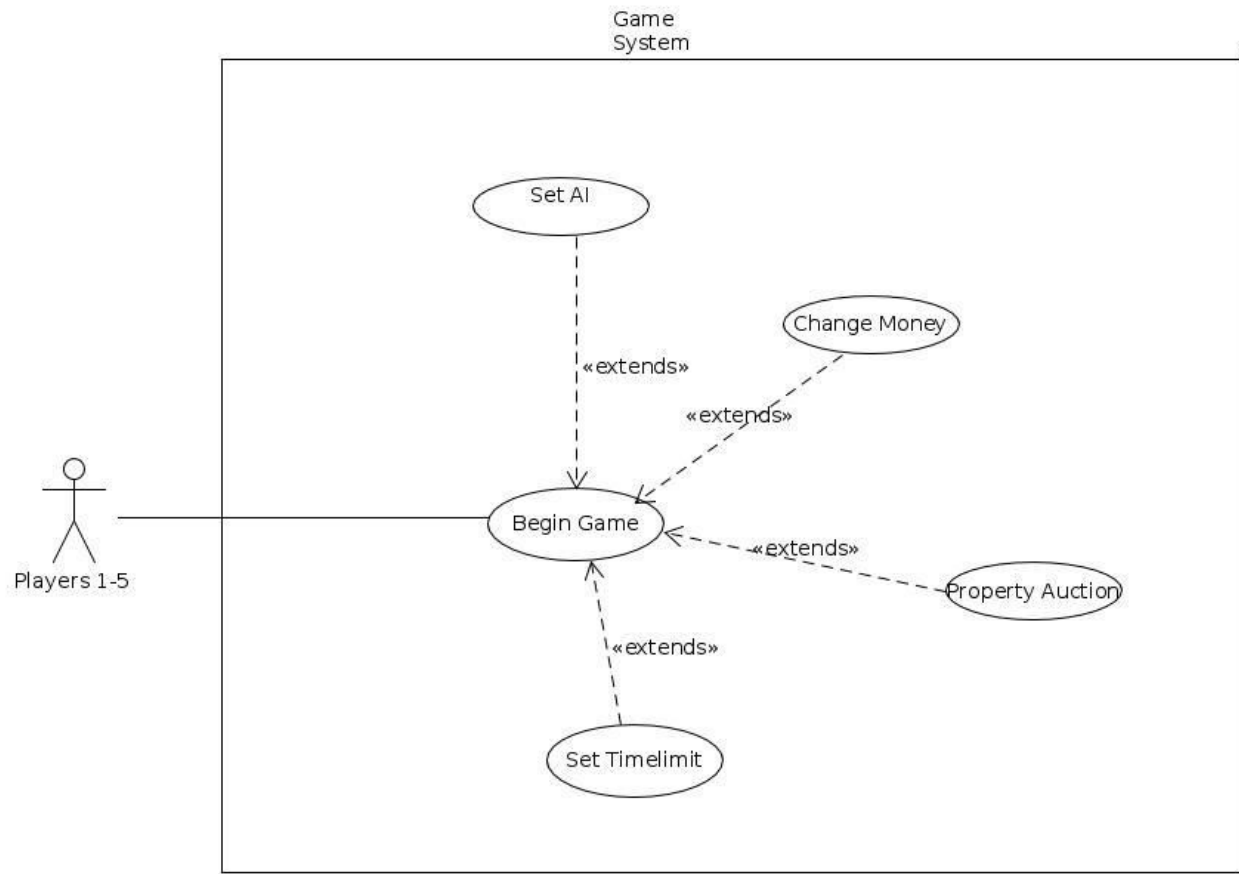 Game
System
Set AI
Change Money
«extends»
«extends»
Begin Game
«extends»
Players 1-5
Property Auction
«extends»
Set Timelimit